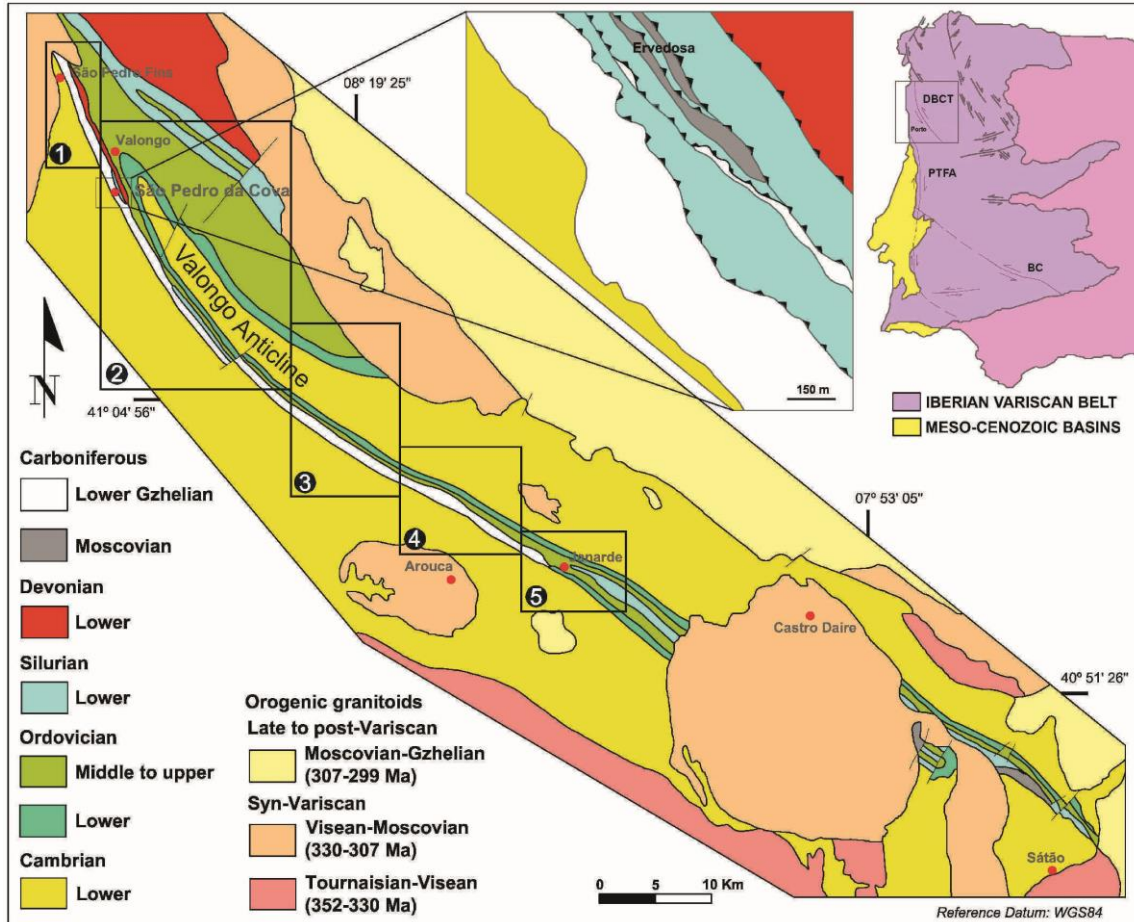 08º 19' 25"
São Pedro Fins
Valongo
São Pedro da Cova
Valongo Anticline
1
2
3
4
5
N
41º 04' 56"
Ervedosa
150 m
DBCT
Porto
PTFA
BC
IBERIAN VARISCAN BELT
MESO-CENOZOIC BASINS
07º 53' 05"
Janarde
Arouca
Castro Daire
40º 51' 26"
Sátão
Carboniferous
Lower Gzhelian
Moscovian
Devonian
Lower
Silurian
Lower
Ordovician
Middle to upper
Lower
Cambrian
Lower
Orogenic granitoids
Late to post-Variscan
Moscovian-Gzhelian
(307-299 Ma)
Syn-Variscan
Visean-Moscovian
(330-307 Ma)
Tournaisian-Visean
(352-330 Ma)
0 5 10 Km
Reference Datum: WGS84